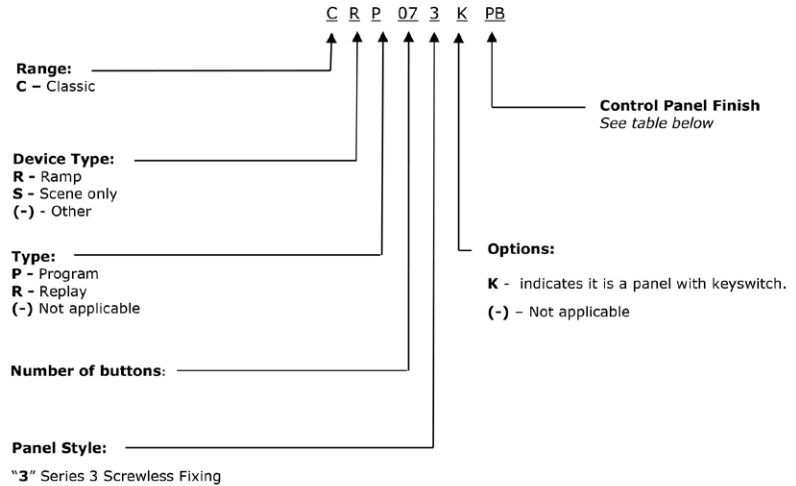 C R P 07 3 K PB
Range:
C – Classic
Control Panel Finish
See table below
Device Type:
R - Ramp
S - Scene only
(-) - Other
Type:
P - Program
R - Replay
(-) Not applicable
Options:
K - indicates it is a panel with keyswitch.
(-) – Not applicable
Number of buttons:
Panel Style:
“3” Series 3 Screwless Fixing